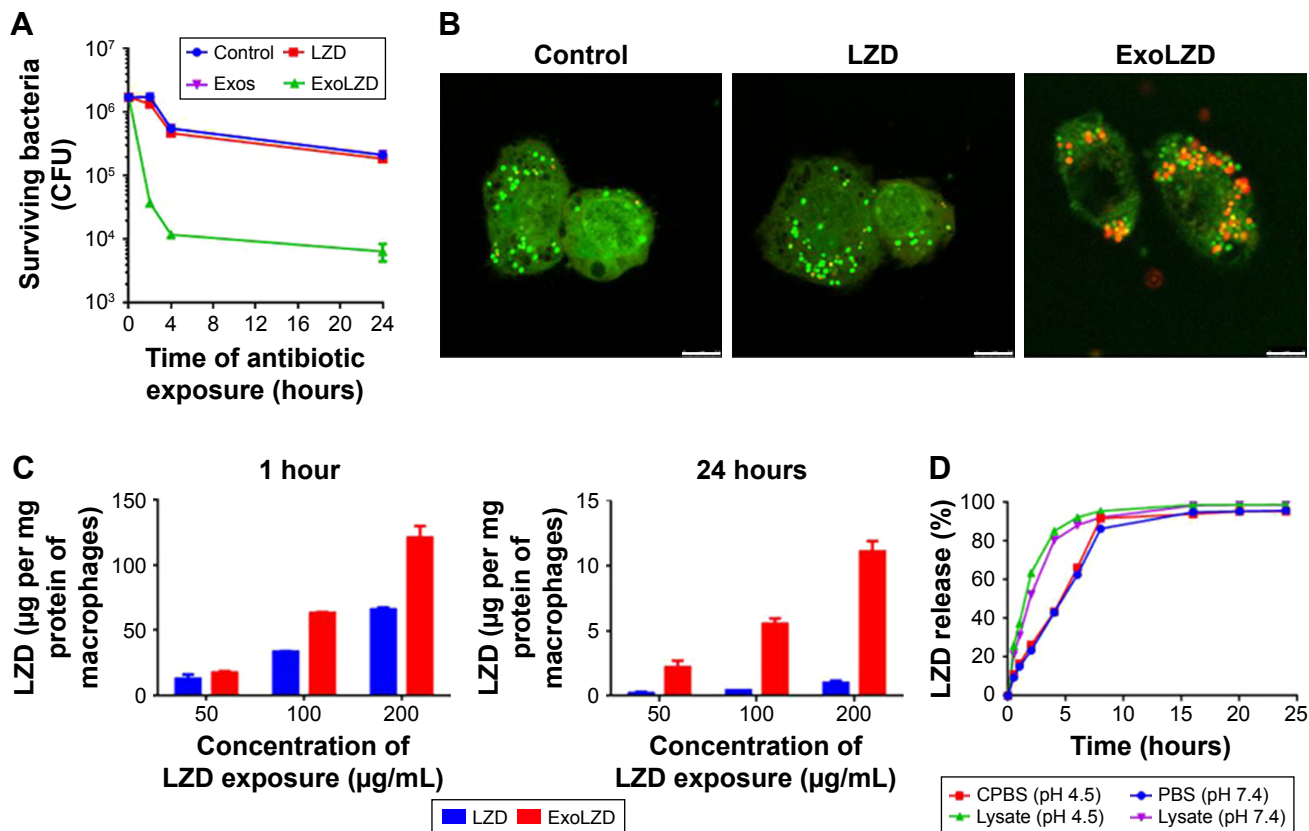 A
Control
LZD
Exos
ExoLZD
10⁷
10⁶
10⁵
10⁴
10³
0 4 8 12 16 20 24
Surviving bacteria
(CFU)
Time of antibiotic
exposure (hours)
B
Control
LZD
ExoLZD
C
1 hour
150
100
50
0
50 100 200
LZD (µg per mg
protein of
macrophages)
Concentration of
LZD exposure (µg/mL)
24 hours
15
10
5
0
50 100 200
LZD (µg per mg
protein of
macrophages)
Concentration of
LZD exposure (µg/mL)
LZD
ExoLZD
D
100
80
60
40
20
0
0 5 10 15 20 25
LZD release (%)
Time (hours)
CPBS (pH 4.5)
PBS (pH 7.4)
Lysate (pH 4.5)
Lysate (pH 7.4)